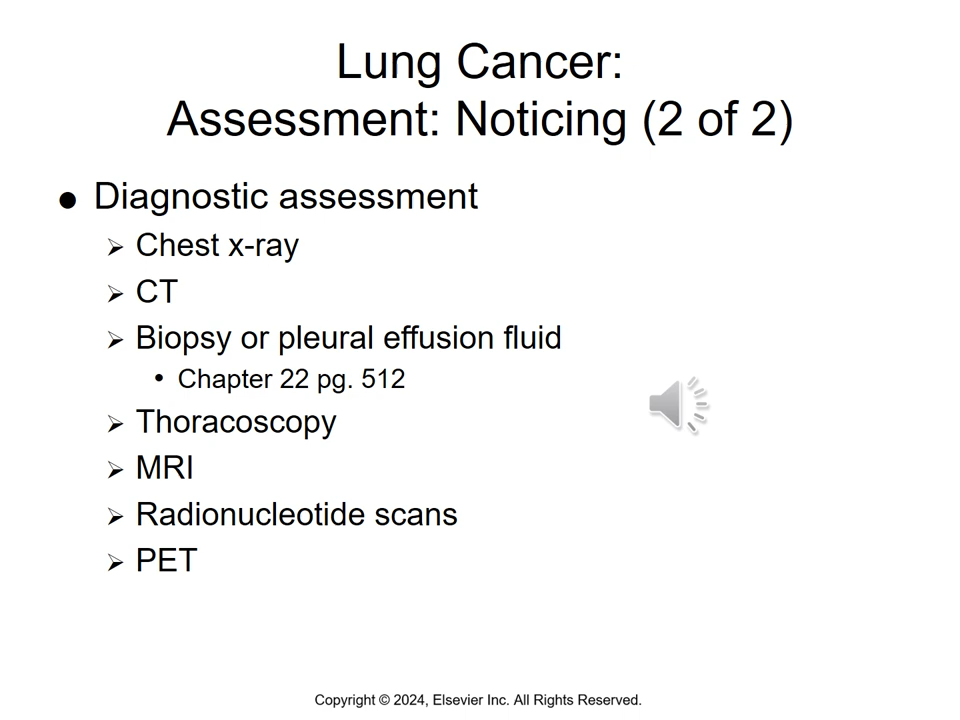 Lung Cancer:
Assessment: Noticing (2 of 2)
● Diagnostic assessment
➢ Chest x-ray
➢ CT
➢ Biopsy or pleural effusion fluid
• Chapter 22 pg. 512
➢ Thoracoscopy
➢ MRI
➢ Radionucleotide scans
➢ PET
Copyright © 2024, Elsevier Inc. All Rights Reserved.